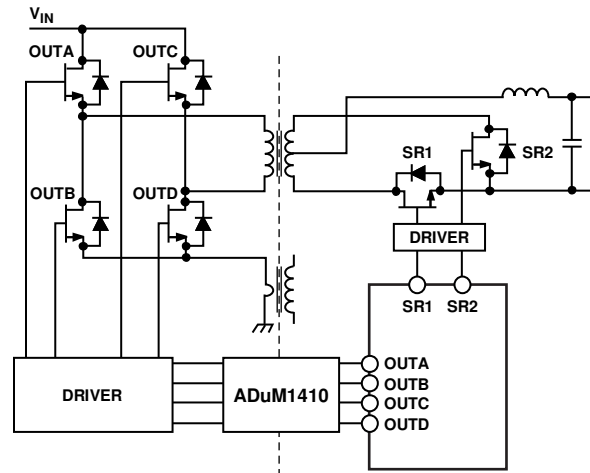 VIN
OUTA
OUTC
SR1
SR2
OUTB
OUTD
DRIVER
SR1
SR2
DRIVER
ADuM1410
OUTA
OUTB
OUTC
OUTD